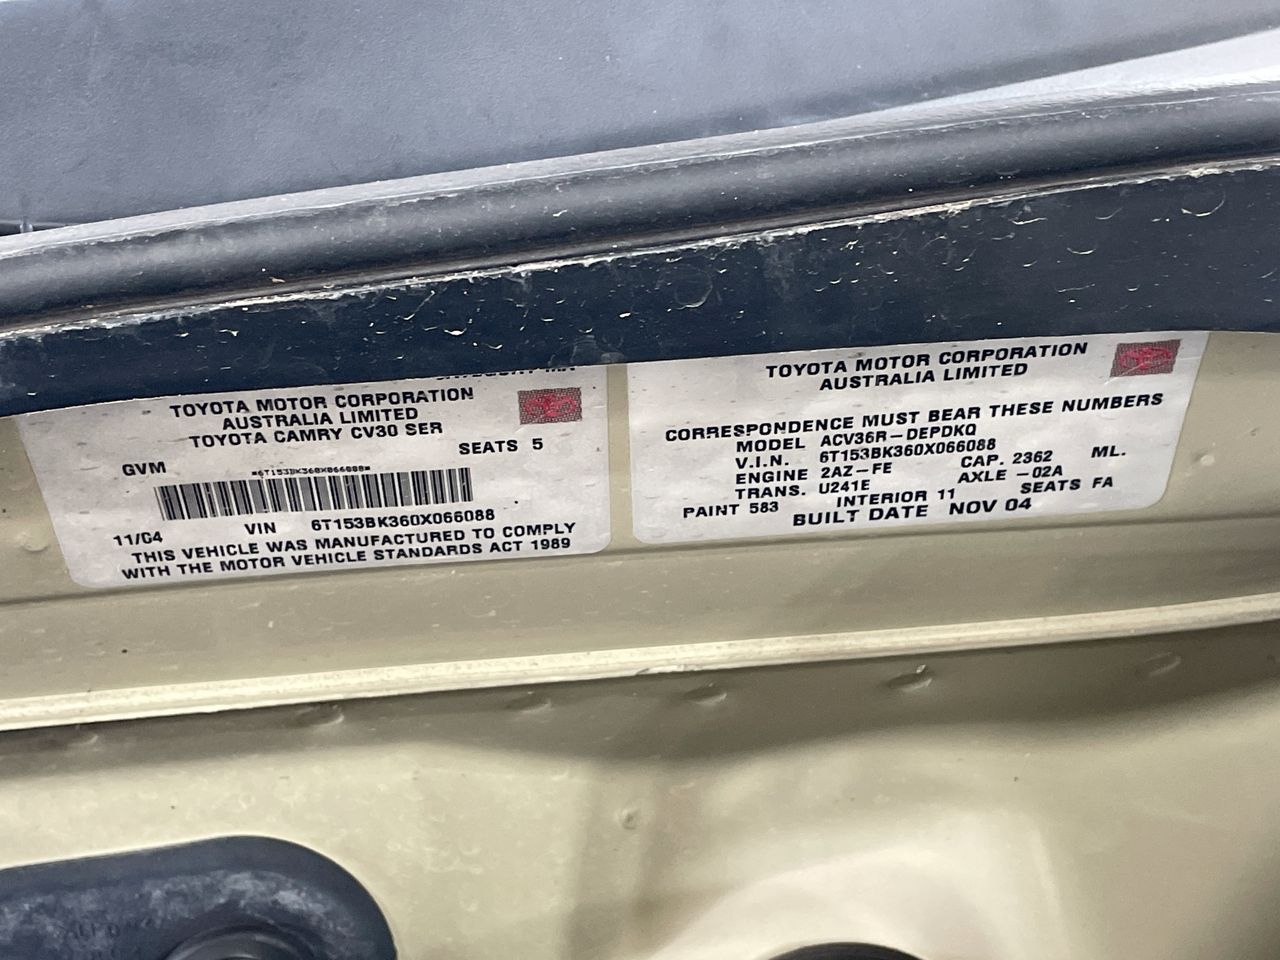 TOYOTA MOTOR CORPORATION
AUSTRALIA LIMITED
TOYOTA CAMRY CV30 SER
SEATS 5
GVM
*6T153BK360X066088*
11/04 VIN 6T153BK360X066088
THIS VEHICLE WAS MANUFACTURED TO COMPLY
WITH THE MOTOR VEHICLE STANDARDS ACT 1989
TOYOTA MOTOR CORPORATION
AUSTRALIA LIMITED
CORRESPONDENCE MUST BEAR THESE NUMBERS
MODEL ACV36R-DEPDKQ
V.I.N. 6T153BK360X066088
ENGINE 2AZ-FE CAP. 2362 ML.
TRANS. U241E AXLE -02A
PAINT 583 INTERIOR 11 SEATS FA
BUILT DATE NOV 04